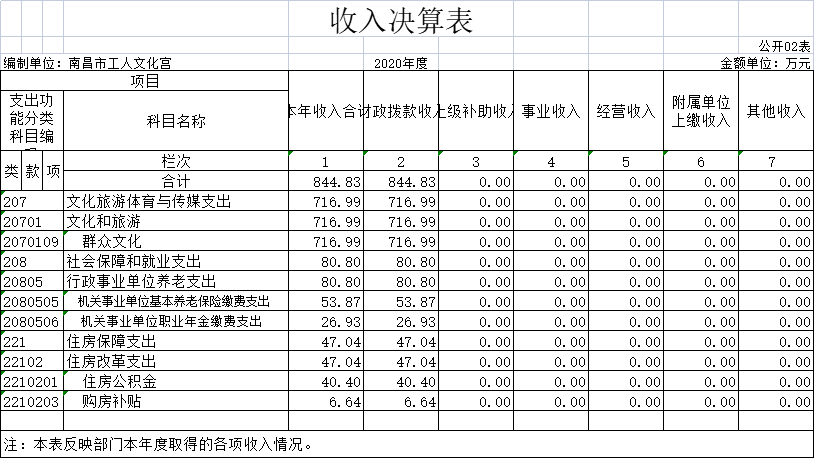 收入决算表
公开02表
编制单位：南昌市工人文化宫 2020年度 金额单位：万元
项目
支出功能分类科目编 科目名称 本年收入合计 财政拨款收入 上级补助收入 事业收入 经营收入 附属单位上缴收入 其他收入
类 款 项 栏次 1 2 3 4 5 6 7
合计 844.83 844.83 0.00 0.00 0.00 0.00 0.00
207 文化旅游体育与传媒支出 716.99 716.99 0.00 0.00 0.00 0.00 0.00
20701 文化和旅游 716.99 716.99 0.00 0.00 0.00 0.00 0.00
2070109 群众文化 716.99 716.99 0.00 0.00 0.00 0.00 0.00
208 社会保障和就业支出 80.80 80.80 0.00 0.00 0.00 0.00 0.00
20805 行政事业单位养老支出 80.80 80.80 0.00 0.00 0.00 0.00 0.00
2080505 机关事业单位基本养老保险缴费支出 53.87 53.87 0.00 0.00 0.00 0.00 0.00
2080506 机关事业单位职业年金缴费支出 26.93 26.93 0.00 0.00 0.00 0.00 0.00
221 住房保障支出 47.04 47.04 0.00 0.00 0.00 0.00 0.00
22102 住房改革支出 47.04 47.04 0.00 0.00 0.00 0.00 0.00
2210201 住房公积金 40.40 40.40 0.00 0.00 0.00 0.00 0.00
2210203 购房补贴 6.64 6.64 0.00 0.00 0.00 0.00 0.00
注：本表反映部门本年度取得的各项收入情况。